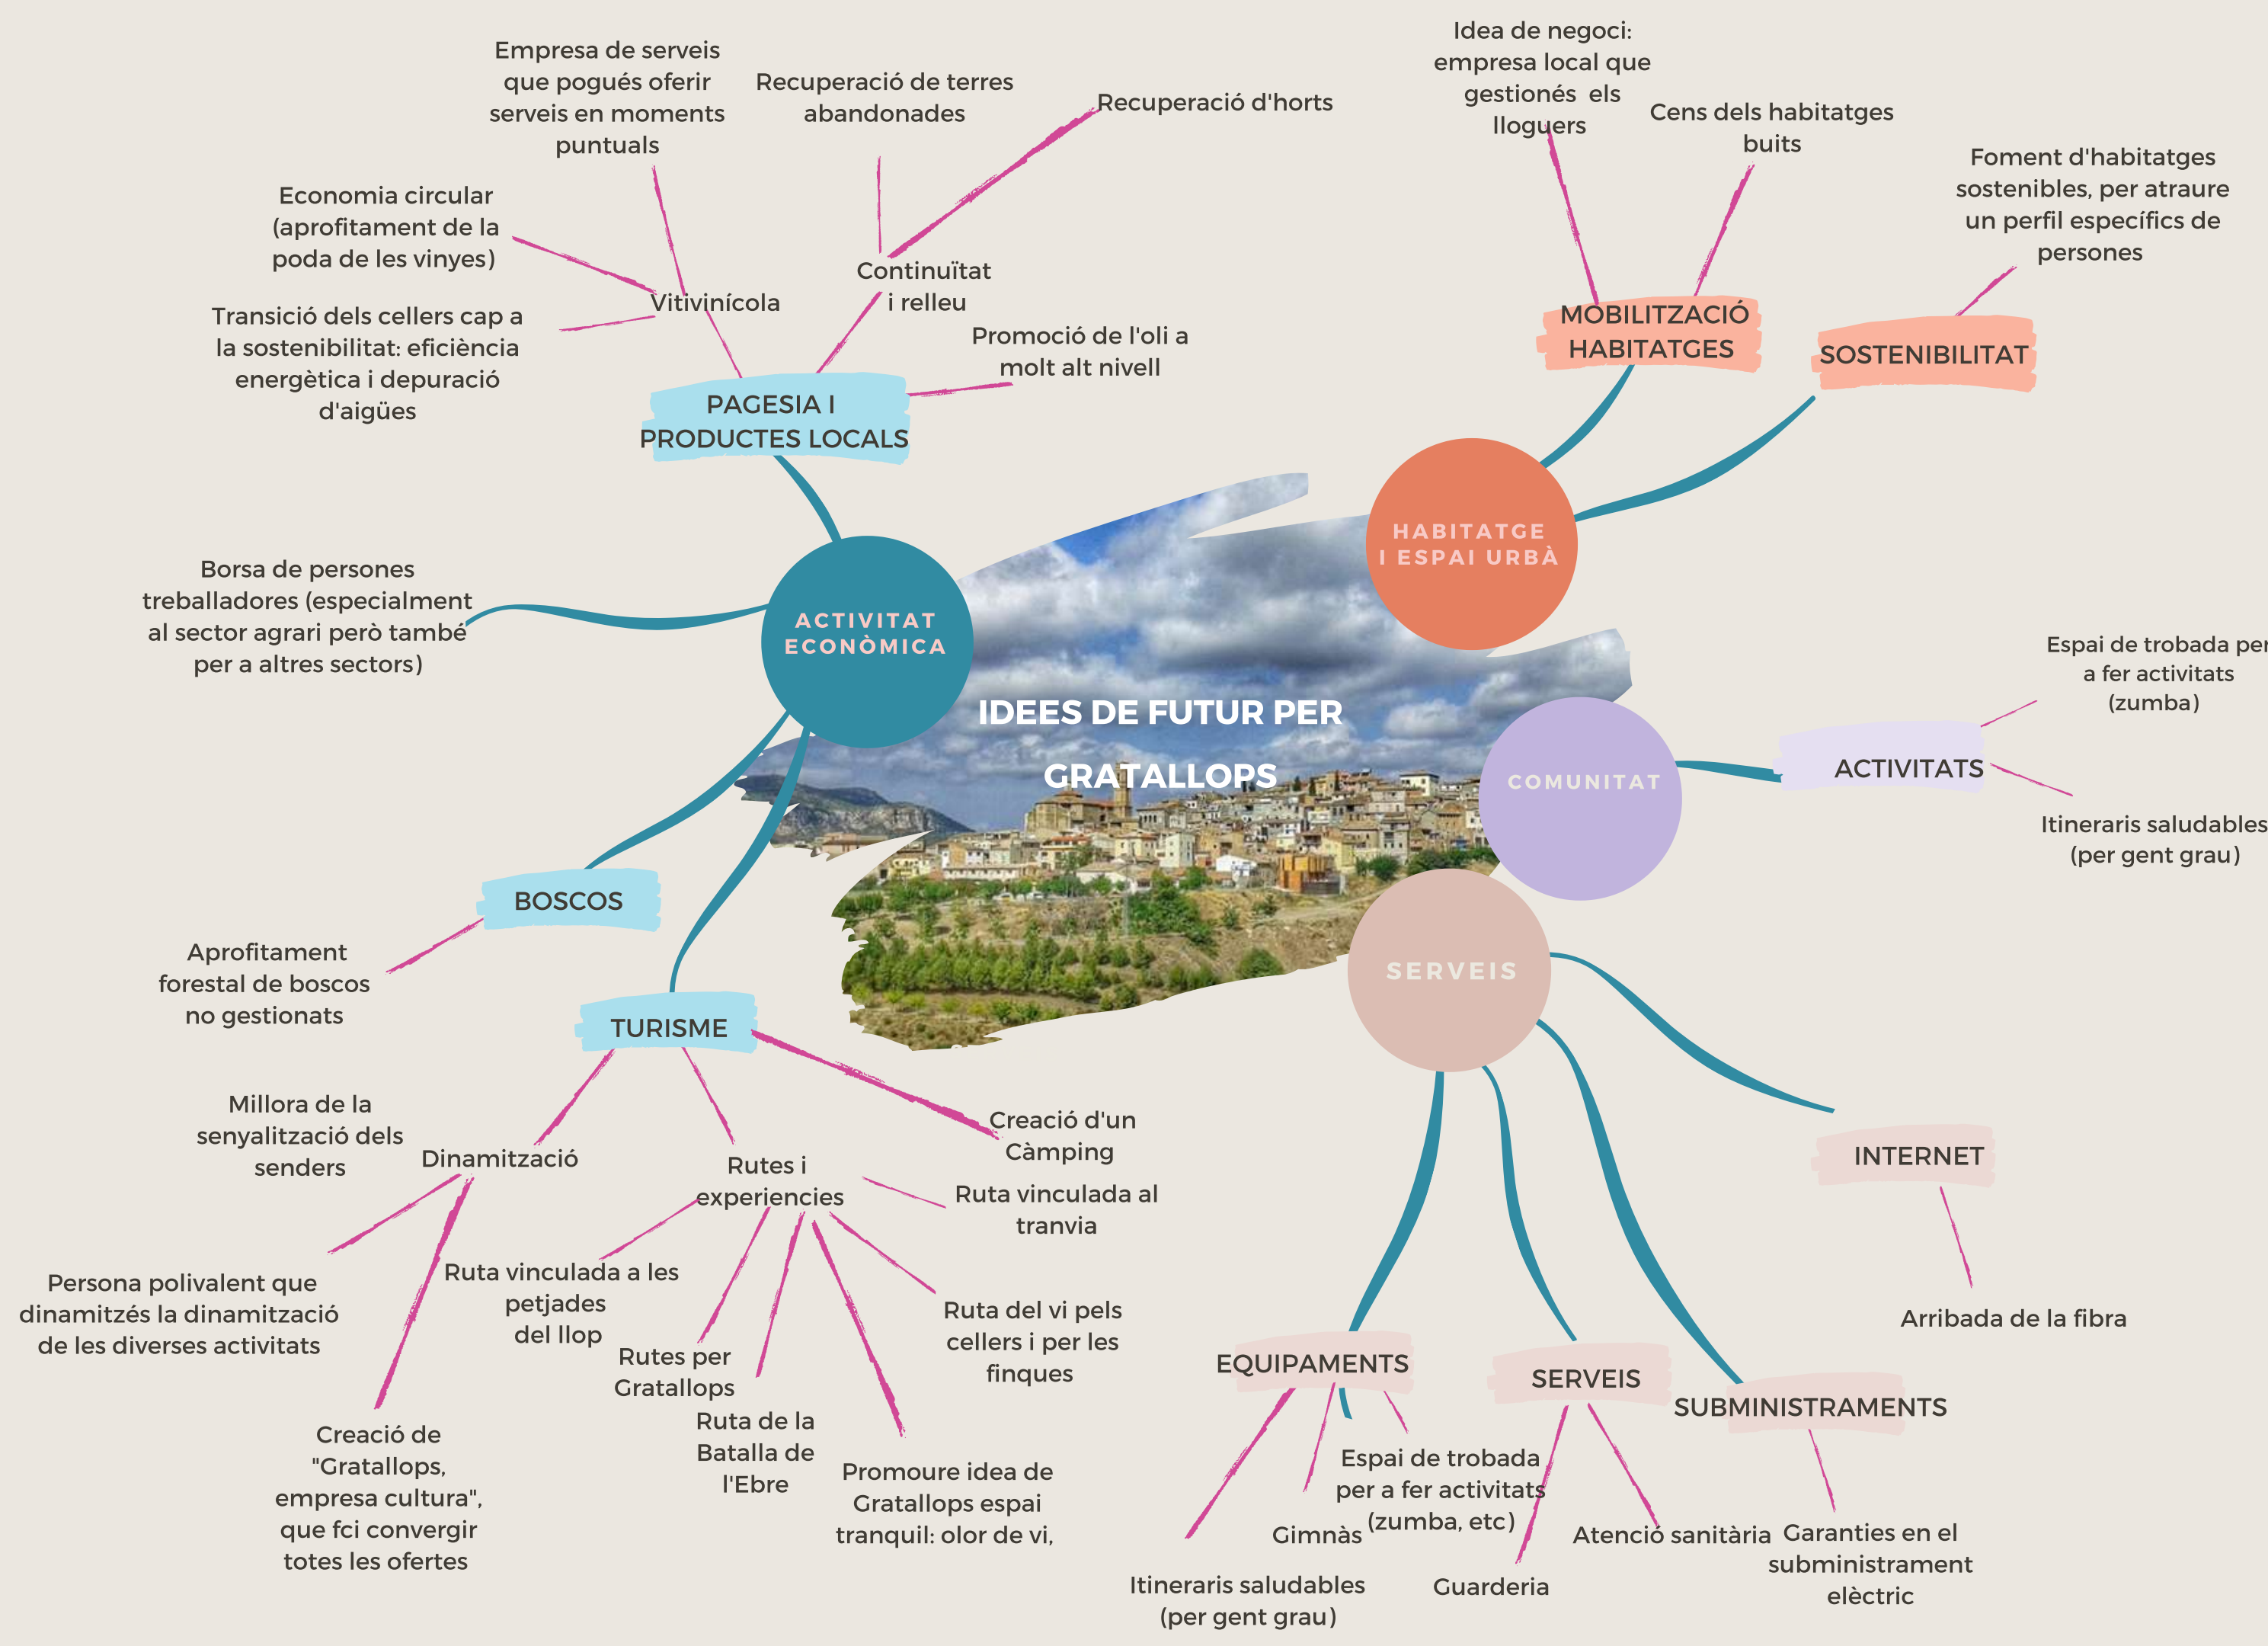 Empresa de serveis
que pogués oferir
serveis en moments
puntuals
Recuperació de terres
abandonades
Recuperació d'horts
Economia circular
(aprofitament de la
poda de les vinyes)
Vitivinícola
Continuïtat
i relleu
Transició dels cellers cap a
la sostenibilitat: eficiència
energètica i depuració
d'aigües
Promoció de l'oli a
molt alt nivell
PAGESIA I
PRODUCTES LOCALS
Idea de negoci:
empresa local que
gestionés els
lloguers
Cens dels habitatges
buits
Foment d'habitatges
sostenibles, per atraure
un perfil específics de
persones
MOBILITZACIÓ
HABITATGES
SOSTENIBILITAT
HABITATGE
I ESPAI URBÀ
Borsa de persones
treballadores (especialment
al sector agrari però també
per a altres sectors)
ACTIVITAT
ECONÒMICA
IDEES DE FUTUR PER
GRATALLOPS
COMUNITAT
ACTIVITATS
Espai de trobada per
a fer activitats
(zumba)
Itineraris saludables
(per gent grau)
BOSCOS
Aprofitament
forestal de boscos
no gestionats
TURISME
Millora de la
senyalització dels
senders
Dinamització
Rutes i
experiencies
Creació d'un
Càmping
Ruta vinculada al
tranvia
Persona polivalent que
dinamitzés la dinamització
de les diverses activitats
Ruta vinculada a les
petjades
del llop
Rutes per
Gratallops
Ruta del vi pels
cellers i per les
finques
Creació de
"Gratallops,
empresa cultura",
que fci convergir
totes les ofertes
Ruta de la
Batalla de
l'Ebre
Promoure idea de
Gratallops espai
tranquil: olor de vi,
SERVEIS
INTERNET
Arribada de la fibra
EQUIPAMENTS
SERVEIS
SUBMINISTRAMENTS
Espai de trobada
per a fer activitats
(zumba, etc)
Gimnàs
Itineraris saludables
(per gent grau)
Guarderia
Atenció sanitària
Garanties en el
subministrament
elèctric